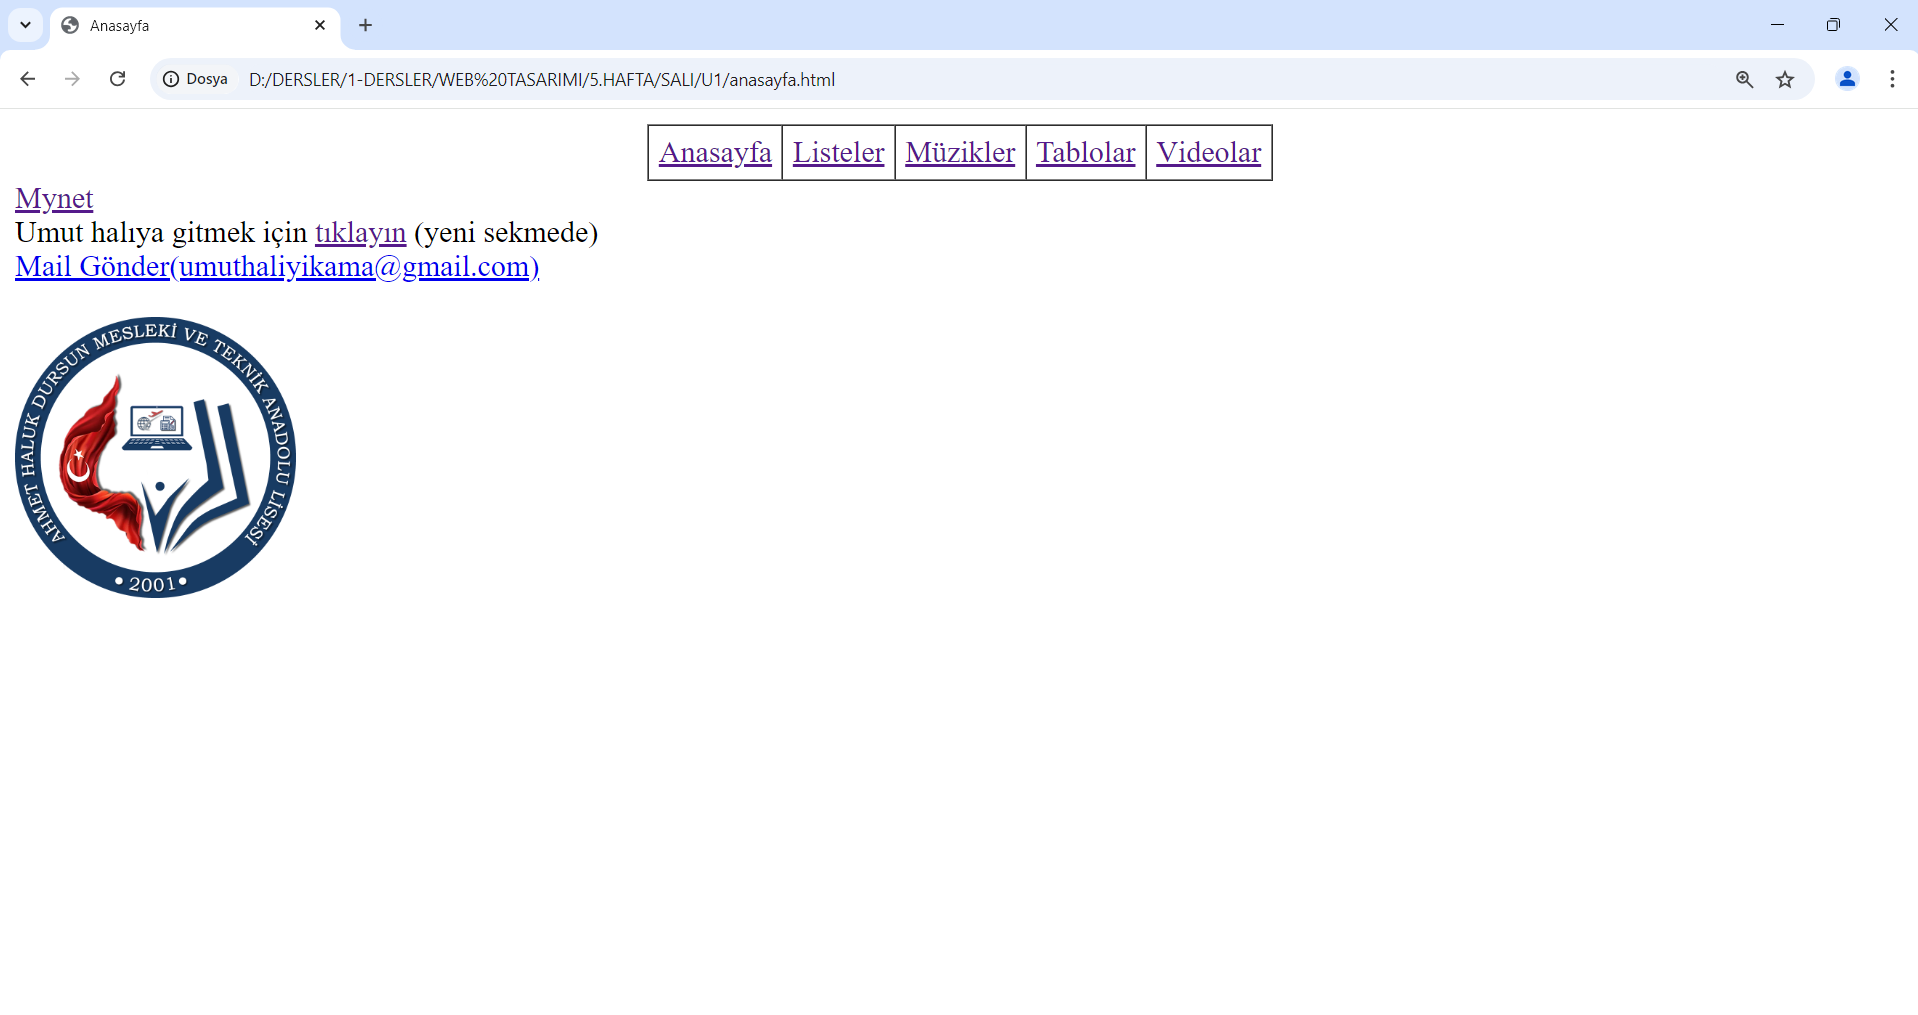 Anasayfa
Dosya D:/DERSLER/1-DERSLER/WEB%20TASARIMI/5.HAFTA/SALI/U1/anasayfa.html
Anasayfa Listeler Müzikler Tablolar Videolar
Mynet
Umut halıya gitmek için tıklayın (yeni sekmede)
Mail Gönder(umuthaliyikama@gmail.com)
AHMET HALUK DURSUN MESLEKİ VE TEKNİK ANADOLU LİSESİ
• 2001 •